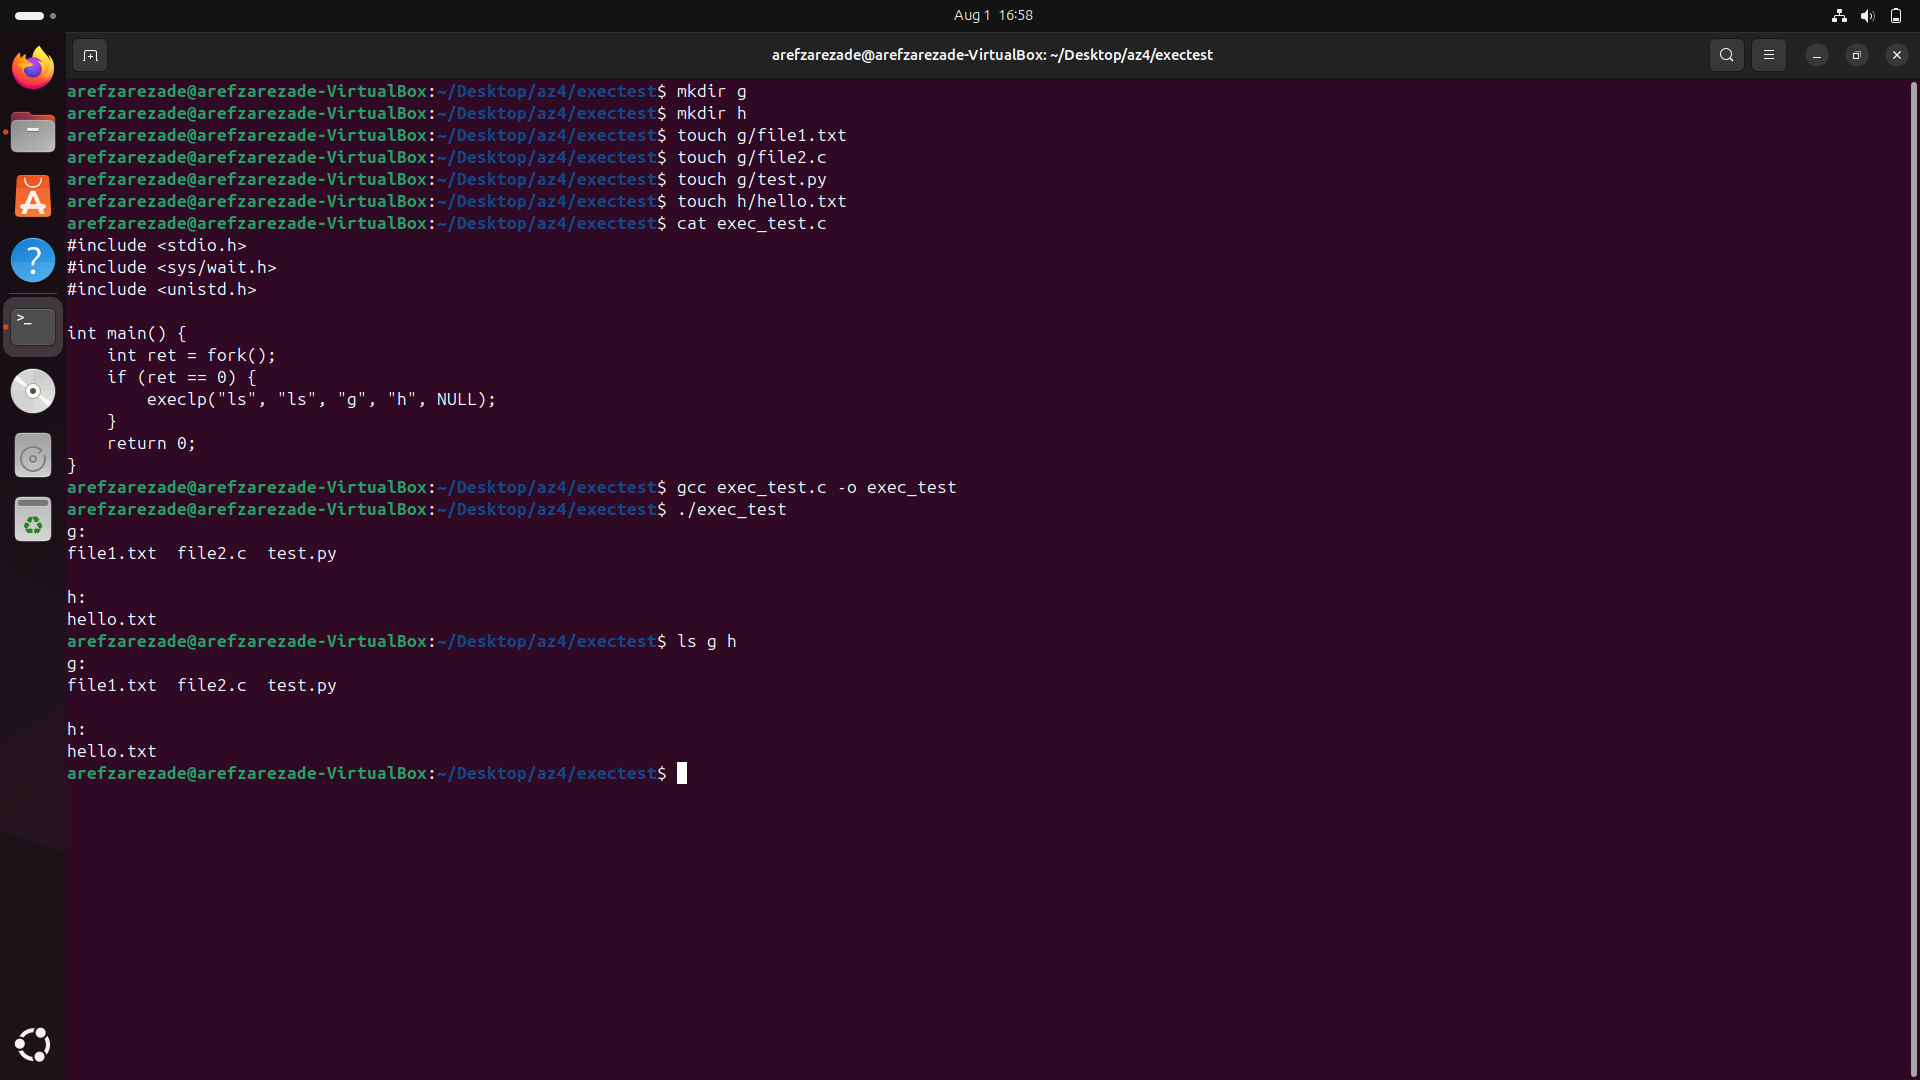 Aug 1 16:58
arefzarezade@arefzarezade-VirtualBox: ~/Desktop/az4/exectest
arefzarezade@arefzarezade-VirtualBox:~/Desktop/az4/exectest$ mkdir g
arefzarezade@arefzarezade-VirtualBox:~/Desktop/az4/exectest$ mkdir h
arefzarezade@arefzarezade-VirtualBox:~/Desktop/az4/exectest$ touch g/file1.txt
arefzarezade@arefzarezade-VirtualBox:~/Desktop/az4/exectest$ touch g/file2.c
arefzarezade@arefzarezade-VirtualBox:~/Desktop/az4/exectest$ touch g/test.py
arefzarezade@arefzarezade-VirtualBox:~/Desktop/az4/exectest$ touch h/hello.txt
arefzarezade@arefzarezade-VirtualBox:~/Desktop/az4/exectest$ cat exec_test.c
#include <stdio.h>
#include <sys/wait.h>
#include <unistd.h>

int main() {
    int ret = fork();
    if (ret == 0) {
        execlp("ls", "ls", "g", "h", NULL);
    }
    return 0;
}
arefzarezade@arefzarezade-VirtualBox:~/Desktop/az4/exectest$ gcc exec_test.c -o exec_test
arefzarezade@arefzarezade-VirtualBox:~/Desktop/az4/exectest$ ./exec_test
g:
file1.txt  file2.c  test.py

h:
hello.txt
arefzarezade@arefzarezade-VirtualBox:~/Desktop/az4/exectest$ ls g h
g:
file1.txt  file2.c  test.py

h:
hello.txt
arefzarezade@arefzarezade-VirtualBox:~/Desktop/az4/exectest$